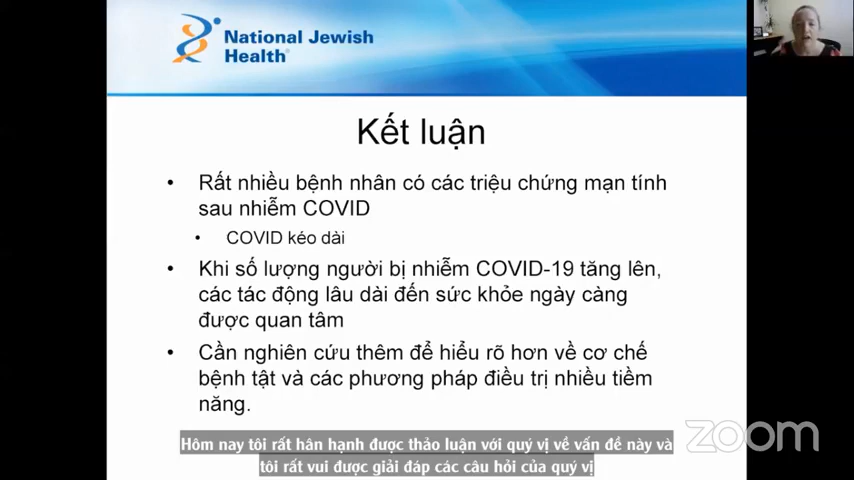 National Jewish
Health®
Kết luận
• Rất nhiều bệnh nhân có các triệu chứng mạn tính
sau nhiễm COVID
• COVID kéo dài
• Khi số lượng người bị nhiễm COVID-19 tăng lên,
các tác động lâu dài đến sức khỏe ngày càng
được quan tâm
• Cần nghiên cứu thêm để hiểu rõ hơn về cơ chế
bệnh tật và các phương pháp điều trị nhiều tiềm
năng.
Hôm nay tôi rất hân hạnh được thảo luận với quý vị về vấn đề này và
tôi rất vui được giải đáp các câu hỏi của quý vị
zoom